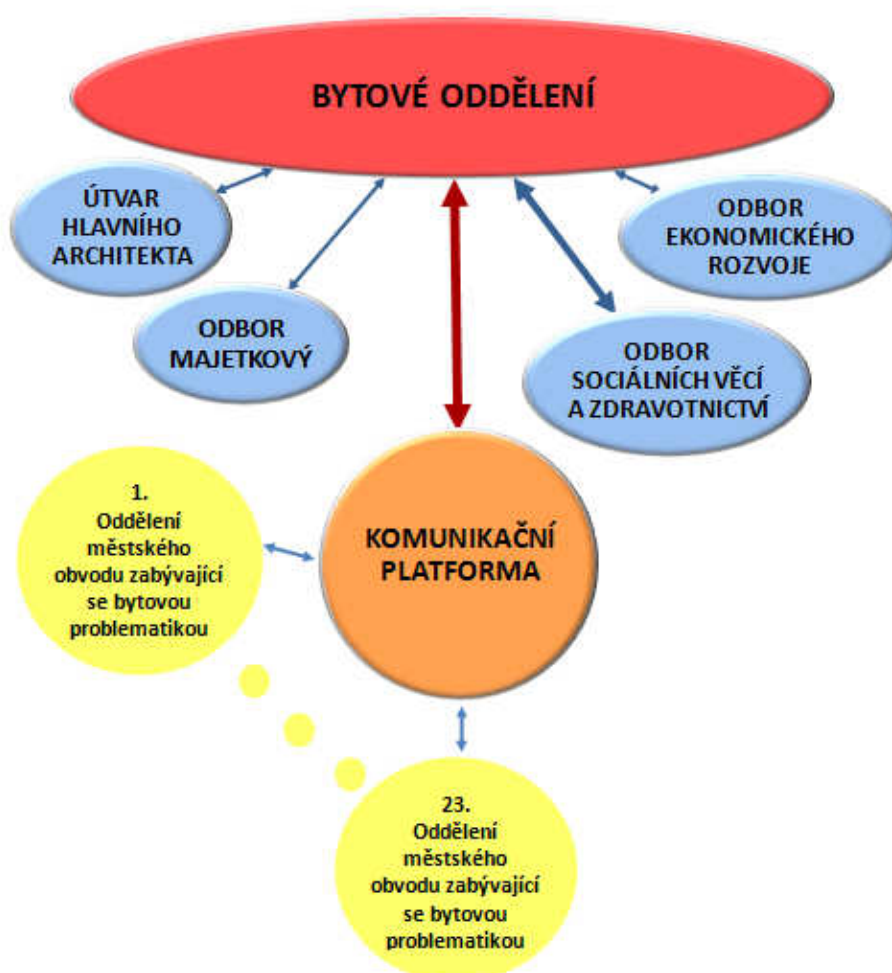 BYTOVÉ ODDĚLENÍ
ÚTVAR
HLAVNÍHO
ARCHITEKTA
ODBOR
MAJETKOVÝ
ODBOR
SOCIÁLNÍCH VĚCÍ
A ZDRAVOTNICTVÍ
ODBOR
EKONOMICKÉHO
ROZVOJE
KOMUNIKAČNÍ
PLATFORMA
1.
Oddělení
městského
obvodu zabývající
se bytovou
problematikou
23.
Oddělení
městského
obvodu zabývající
se bytovou
problematikou